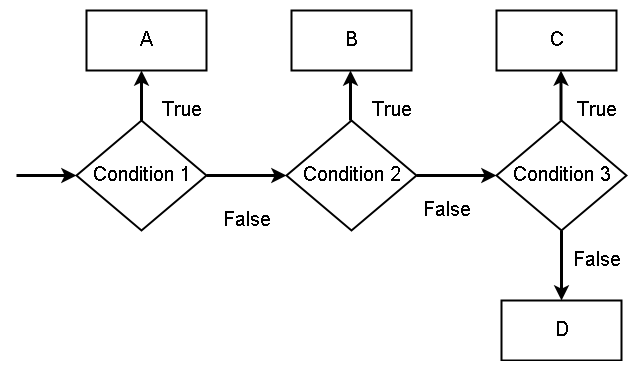 A
B
C
True
True
True
Condition 1
Condition 2
Condition 3
False
False
False
D